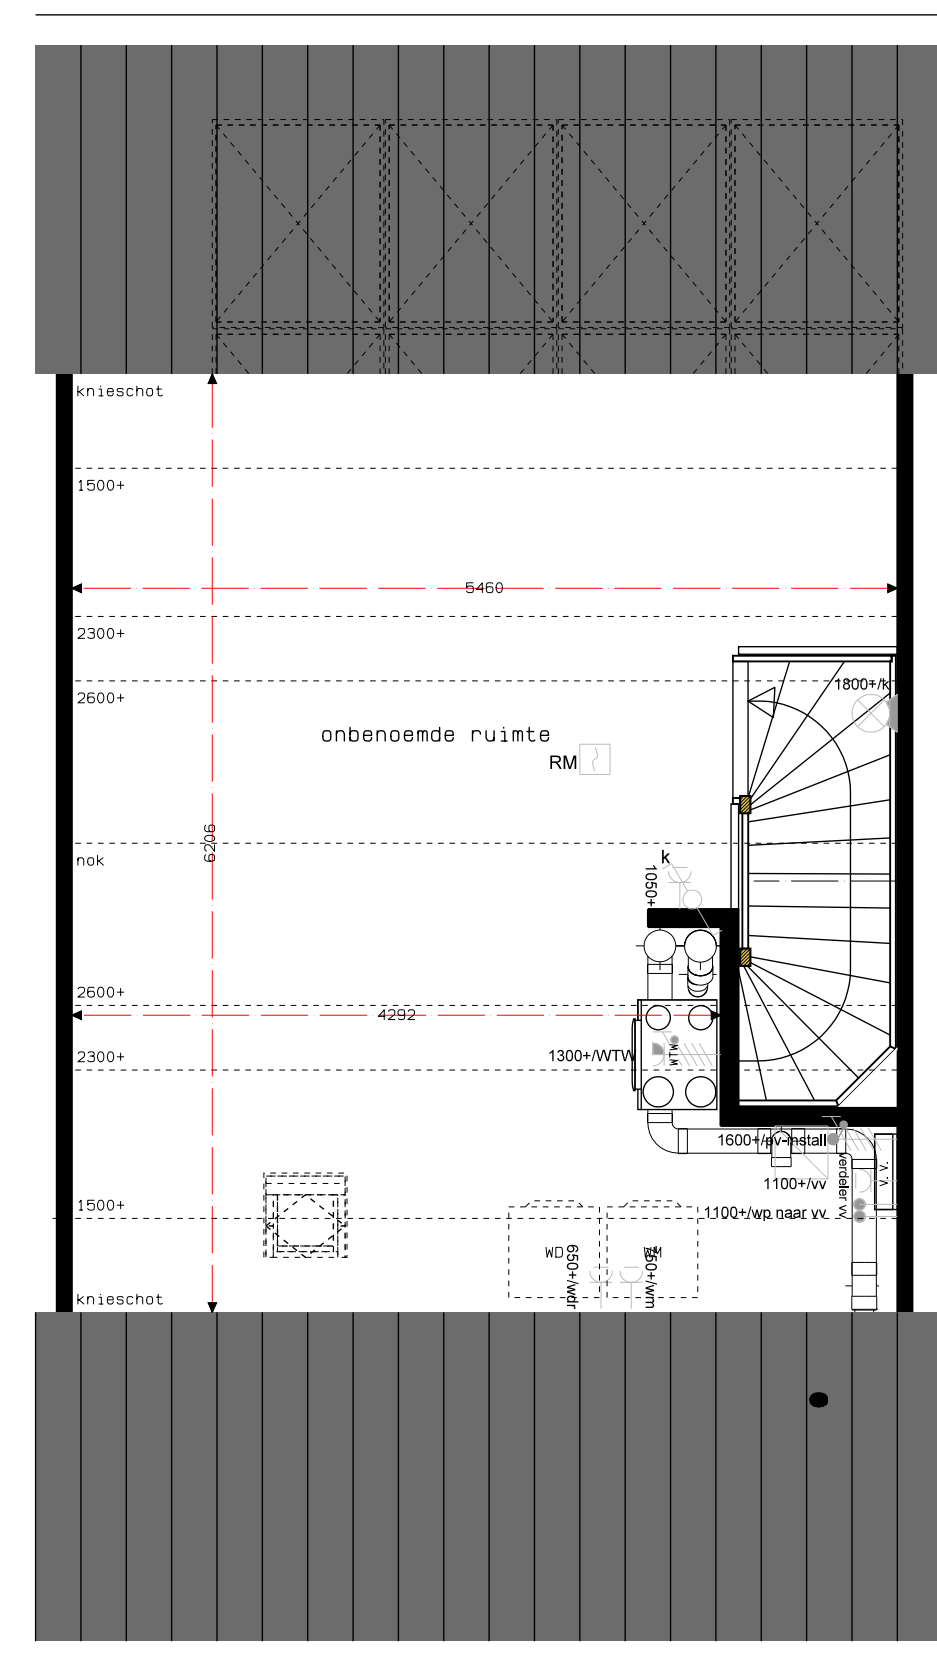 knieschot
1500+
5460
2300+
2600+
1800+/k
onbenoemde ruimte
RM
6206
nok
k
1050+
2600+
4292
2300+
1300+/WTW
WTW
1600+/pv-install
verdeler vv
v.v.
1100+/vv
1500+
1100+/wp naar vv
WD
650+/wdr
WM
650+/wm
knieschot